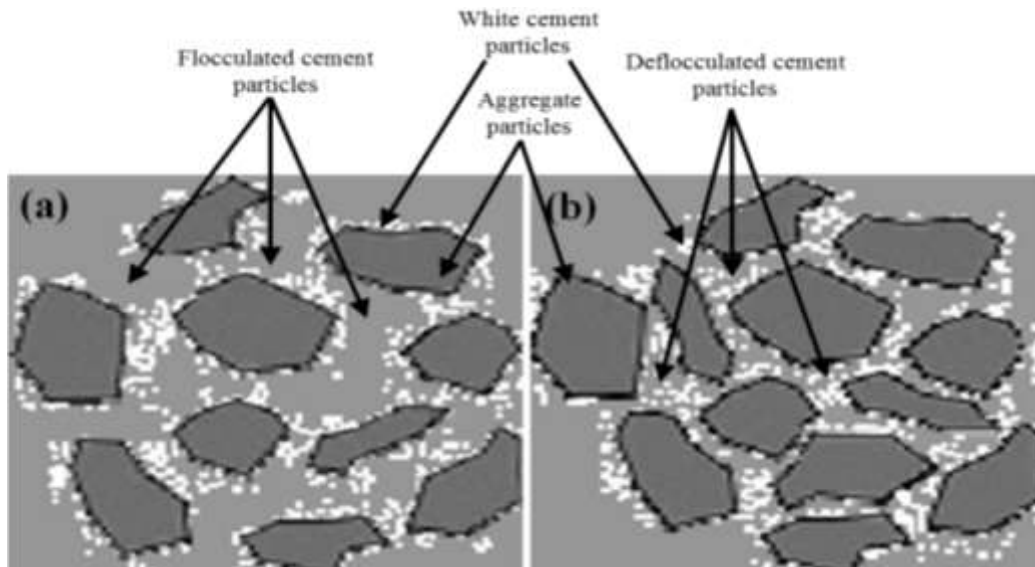 White cement
particles
Flocculated cement
particles
Deflocculated cement
particles
Aggregate
particles
(a)
(b)